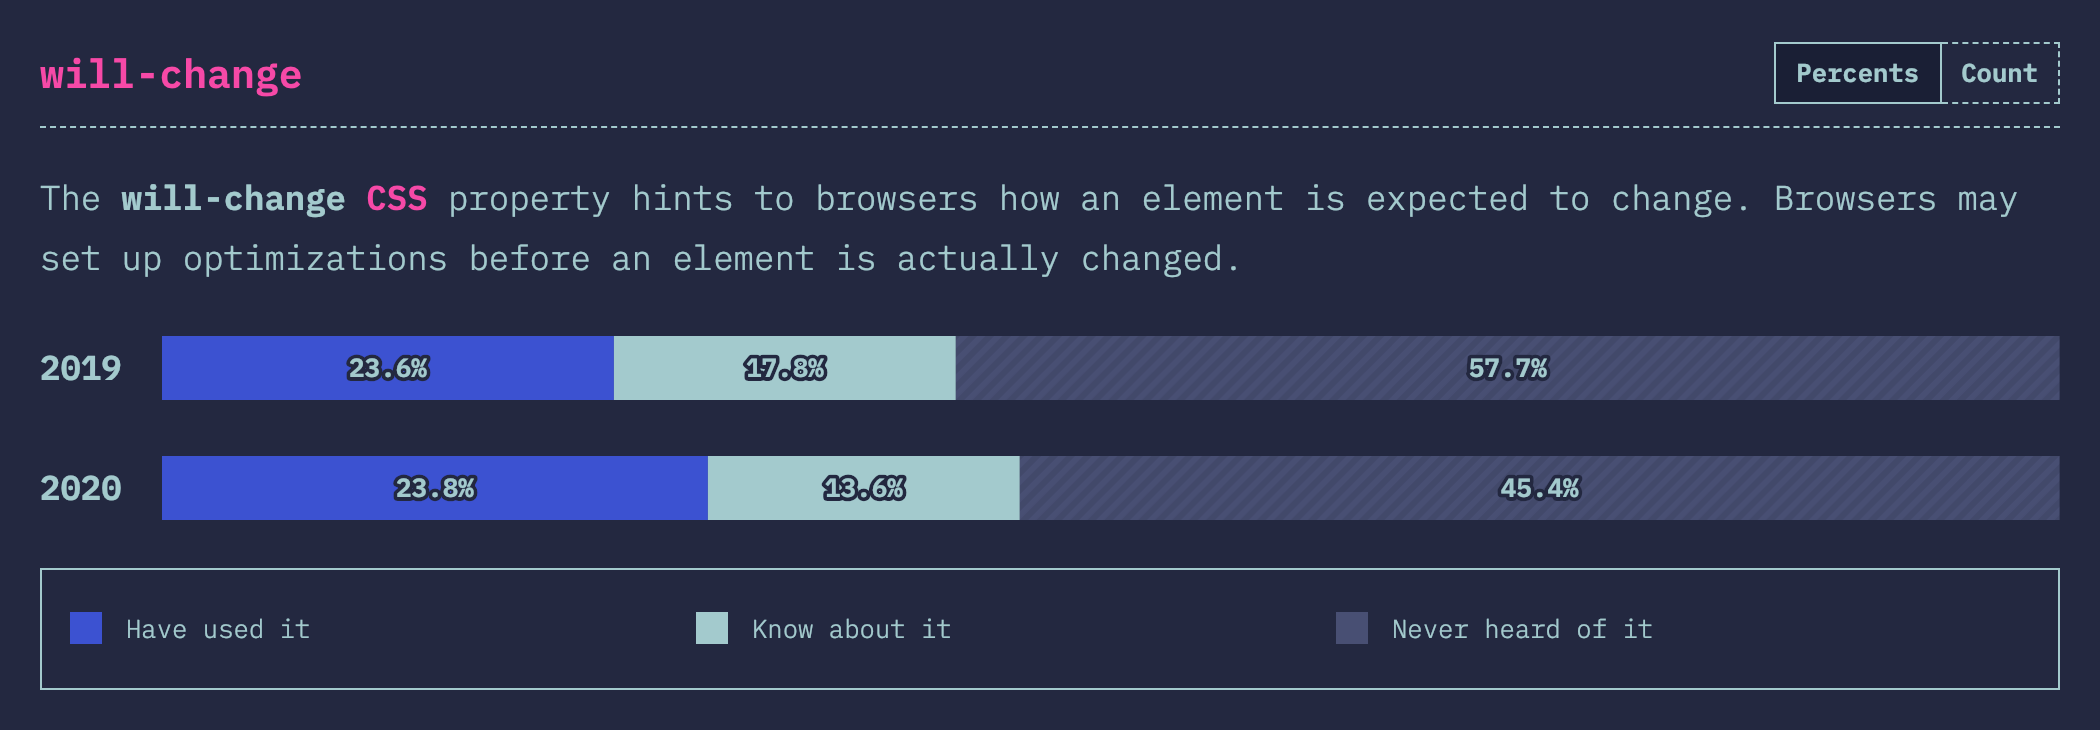 will-change
Percents Count
The will-change CSS property hints to browsers how an element is expected to change. Browsers may
set up optimizations before an element is actually changed.
2019 23.6% 17.8% 57.7%
2020 23.8% 13.6% 45.4%
Have used it Know about it Never heard of it